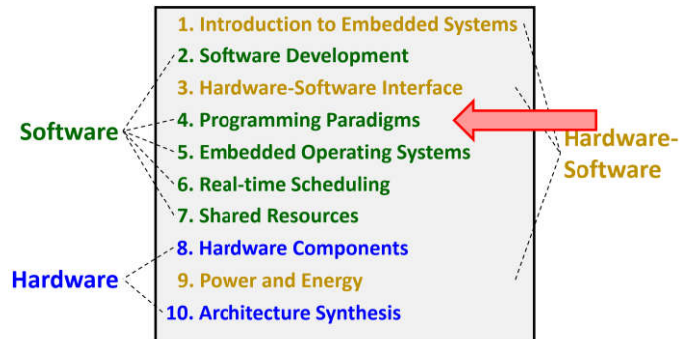 1. Introduction to Embedded Systems
2. Software Development
3. Hardware-Software Interface
4. Programming Paradigms
5. Embedded Operating Systems
6. Real-time Scheduling
7. Shared Resources
8. Hardware Components
9. Power and Energy
10. Architecture Synthesis
Software
Hardware
Hardware-
Software